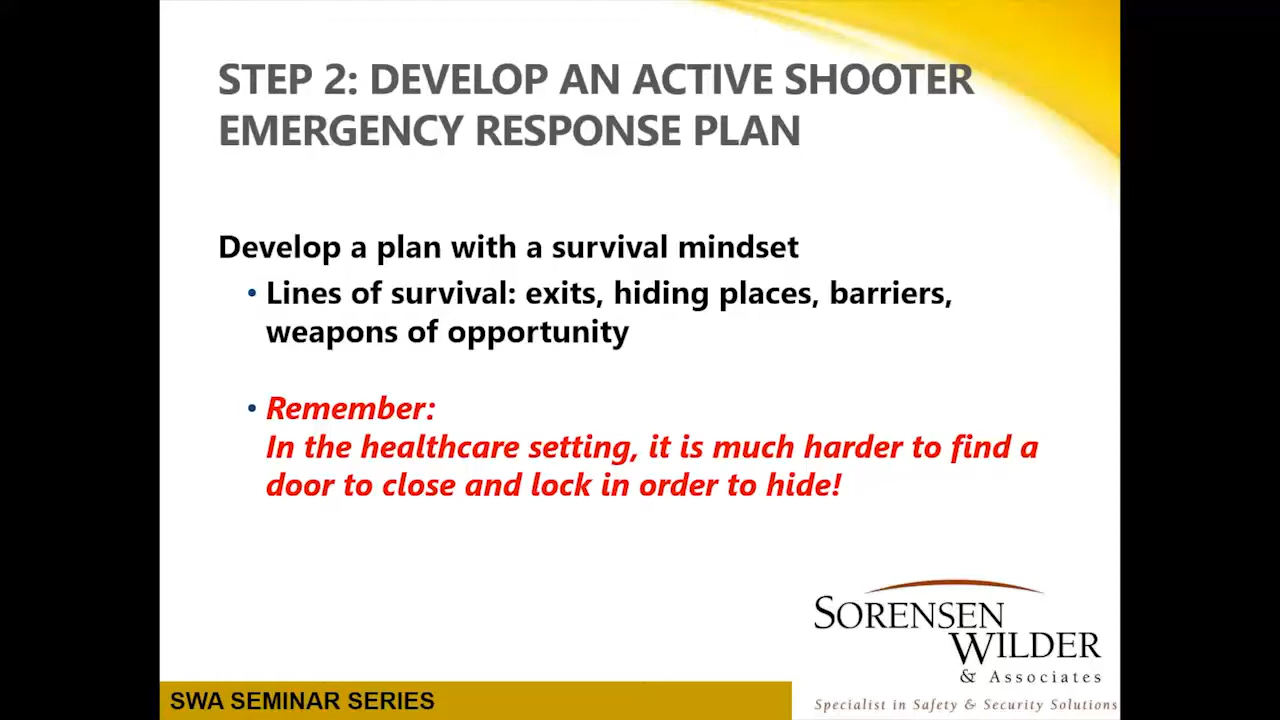 STEP 2: DEVELOP AN ACTIVE SHOOTER
EMERGENCY RESPONSE PLAN
Develop a plan with a survival mindset
• Lines of survival: exits, hiding places, barriers,
weapons of opportunity
• Remember:
In the healthcare setting, it is much harder to find a
door to close and lock in order to hide!
SORENSEN
WILDER
& Associates
Specialist in Safety & Security Solutions
SWA SEMINAR SERIES